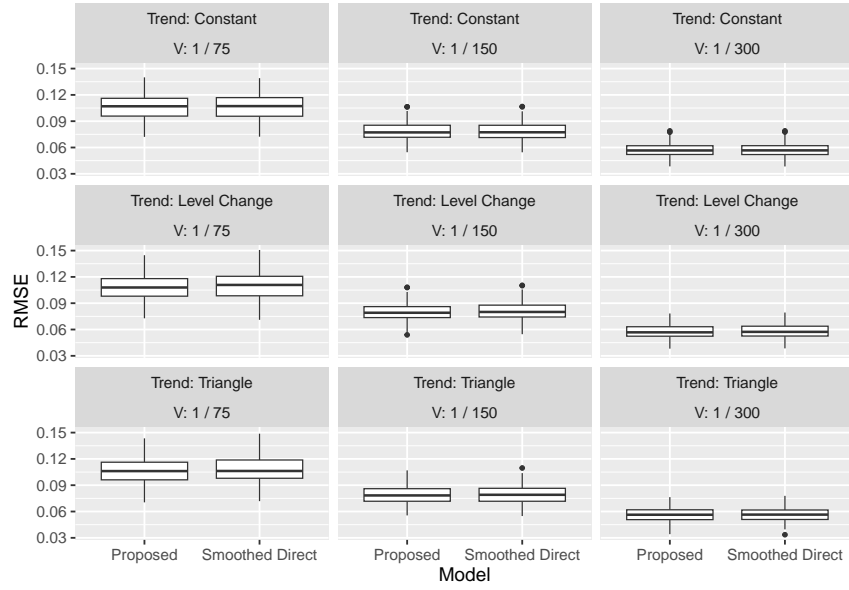 Trend: Constant
V: 1 / 75
Trend: Constant
V: 1 / 150
Trend: Constant
V: 1 / 300
0.15
0.12
0.09
0.06
0.03
Trend: Level Change
V: 1 / 75
Trend: Level Change
V: 1 / 150
Trend: Level Change
V: 1 / 300
0.15
0.12
0.09
0.06
0.03
RMSE
Trend: Triangle
V: 1 / 75
Trend: Triangle
V: 1 / 150
Trend: Triangle
V: 1 / 300
0.15
0.12
0.09
0.06
0.03
Proposed
Smoothed Direct
Proposed
Smoothed Direct
Proposed
Smoothed Direct
Model